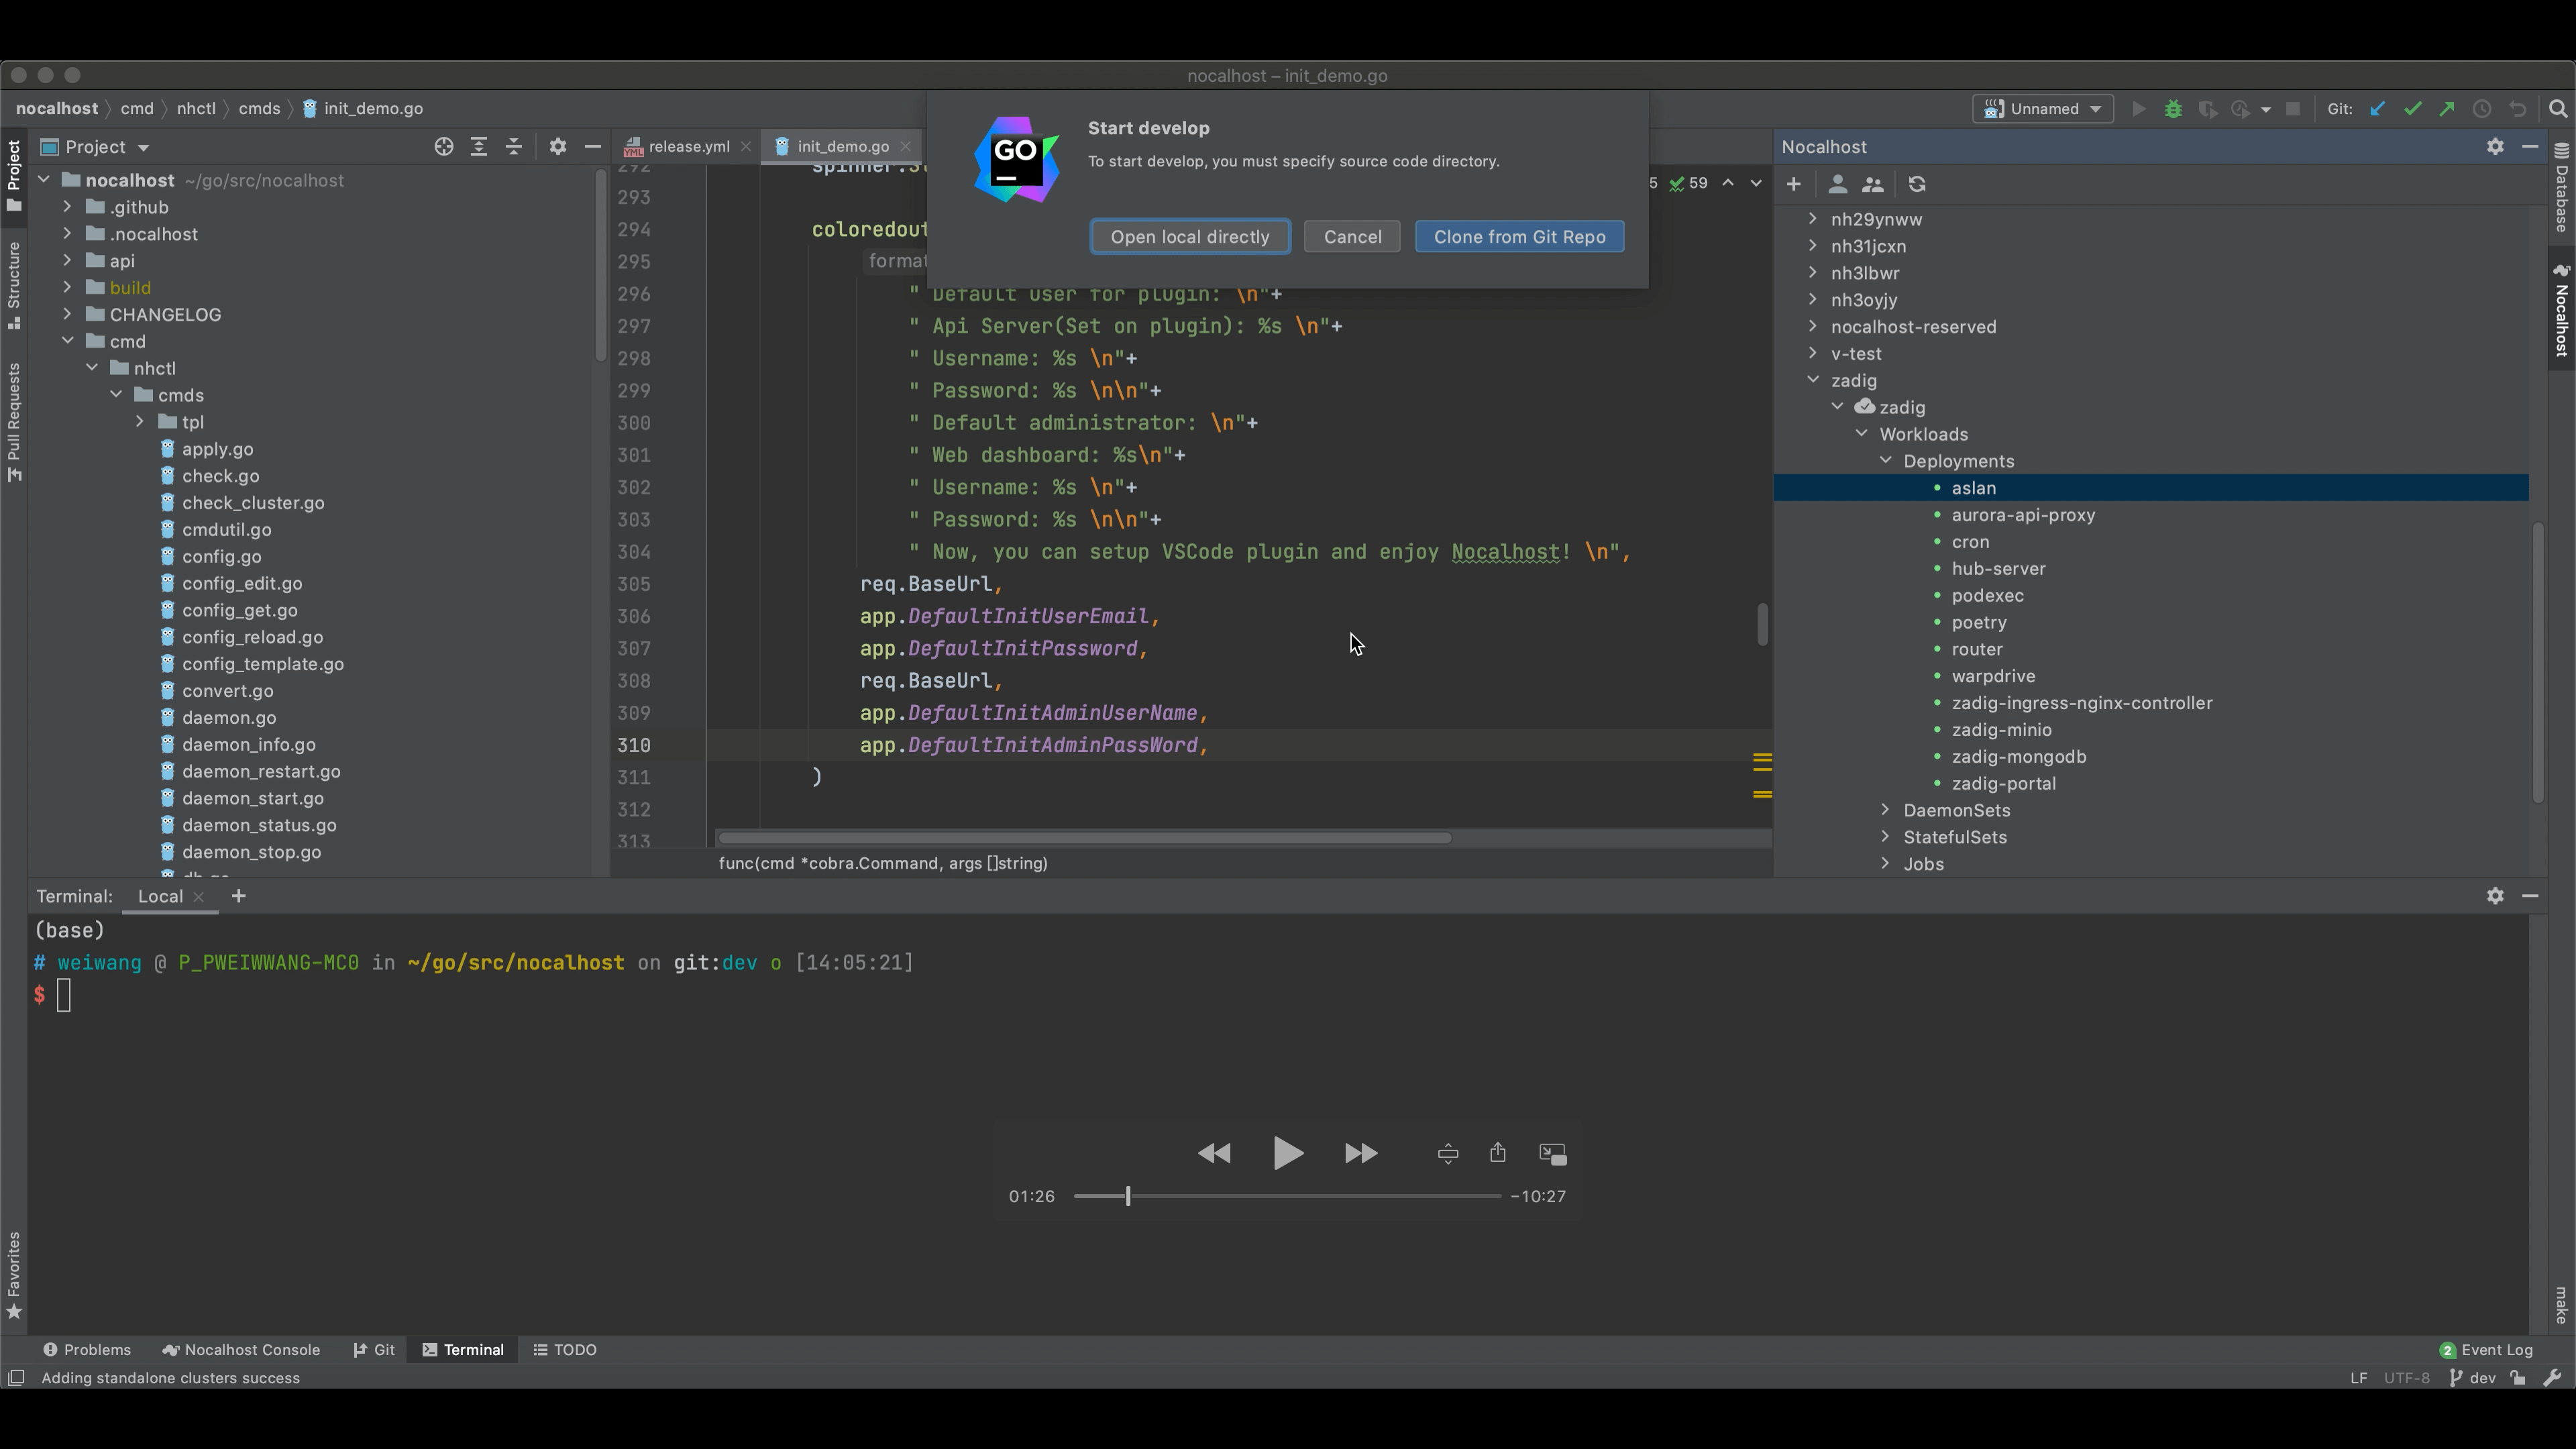 nocalhost – init_demo.go
nocalhost cmd nhctl cmds init_demo.go
Unnamed Git:
Project
release.yml init_demo.go
GO
Start develop
To start develop, you must specify source code directory.
Open local directly Cancel Clone from Git Repo
Nocalhost
59
nocalhost ~/go/src/nocalhost
.github
.nocalhost
api
build
CHANGELOG
cmd
nhctl
cmds
tpl
apply.go
check.go
check_cluster.go
cmdutil.go
config.go
config_edit.go
config_get.go
config_reload.go
config_template.go
convert.go
daemon.go
daemon_info.go
daemon_restart.go
daemon_start.go
daemon_status.go
daemon_stop.go
292
293
294 coloredout
295 format
296 " Default user for plugin: \n"+
297 " Api Server(Set on plugin): %s \n"+
298 " Username: %s \n"+
299 " Password: %s \n\n"+
300 " Default administrator: \n"+
301 " Web dashboard: %s\n"+
302 " Username: %s \n"+
303 " Password: %s \n\n"+
304 " Now, you can setup VSCode plugin and enjoy Nocalhost! \n",
305 req.BaseUrl,
306 app.DefaultInitUserEmail,
307 app.DefaultInitPassword,
308 req.BaseUrl,
309 app.DefaultInitAdminUserName,
310 app.DefaultInitAdminPassWord,
311 )
312
313
func(cmd *cobra.Command, args []string)
nh29ynww
nh31jcxn
nh3lbwr
nh3oyjy
nocalhost-reserved
v-test
zadig
zadig
Workloads
Deployments
aslan
aurora-api-proxy
cron
hub-server
podexec
poetry
router
warpdrive
zadig-ingress-nginx-controller
zadig-minio
zadig-mongodb
zadig-portal
DaemonSets
StatefulSets
Jobs
Project
Structure
Pull Requests
Favorites
Database
Nocalhost
make
Terminal: Local
(base)
# weiwang @ P_PWEIWWANG-MC0 in ~/go/src/nocalhost on git:dev o [14:05:21]
$
01:26 −10:27
Problems Nocalhost Console Git Terminal TODO 2 Event Log
Adding standalone clusters success LF UTF-8 dev